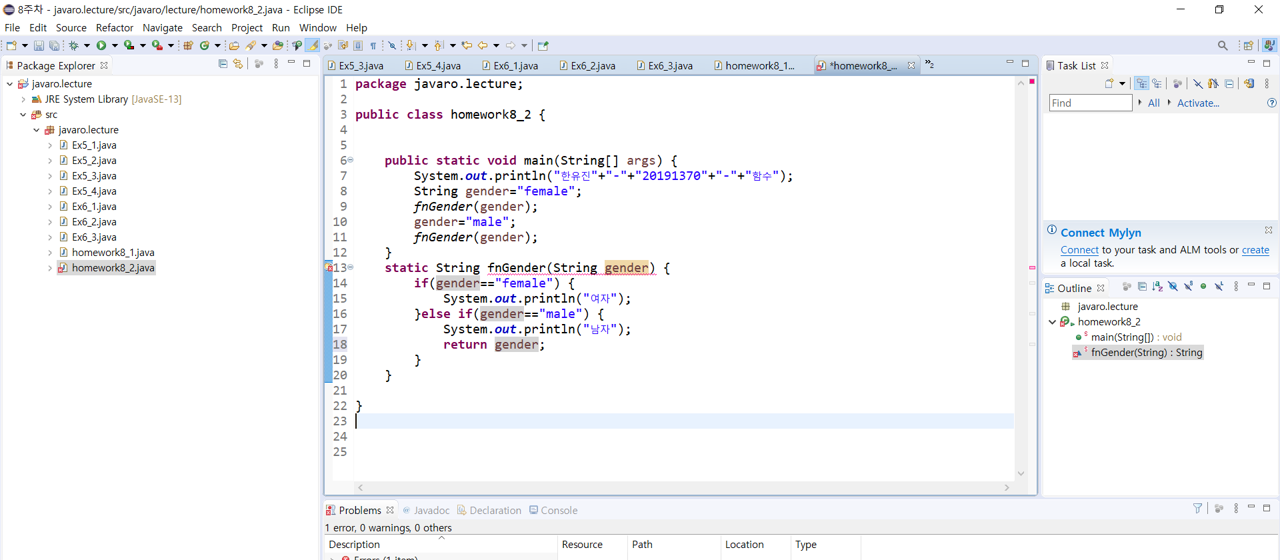 8주차 - javaro.lecture/src/javaro/lecture/homework8_2.java - Eclipse IDE
File Edit Source Refactor Navigate Search Project Run Window Help
Package Explorer
Ex5_3.java Ex5_4.java Ex6_1.java Ex6_2.java Ex6_3.java homework8_1... *homework8_... »2
Task List
javaro.lecture
JRE System Library [JavaSE-13]
src
javaro.lecture
Ex5_1.java
Ex5_2.java
Ex5_3.java
Ex5_4.java
Ex6_1.java
Ex6_2.java
Ex6_3.java
homework8_1.java
homework8_2.java
1 package javaro.lecture;
2
3 public class homework8_2 {
4
5
6 public static void main(String[] args) {
7 System.out.println("한유진"+"-"+"20191370"+"-"+"함수");
8 String gender="female";
9 fnGender(gender);
10 gender="male";
11 fnGender(gender);
12 }
13 static String fnGender(String gender) {
14 if(gender=="female") {
15 System.out.println("여자");
16 }else if(gender=="male") {
17 System.out.println("남자");
18 return gender;
19 }
20 }
21
22 }
23
24
25
Find All Activate...
Connect Mylyn
Connect to your task and ALM tools or create
a local task.
Outline
javaro.lecture
homework8_2
main(String[]) : void
fnGender(String) : String
Problems Javadoc Declaration Console
1 error, 0 warnings, 0 others
Description Resource Path Location Type
Errors (1 item)